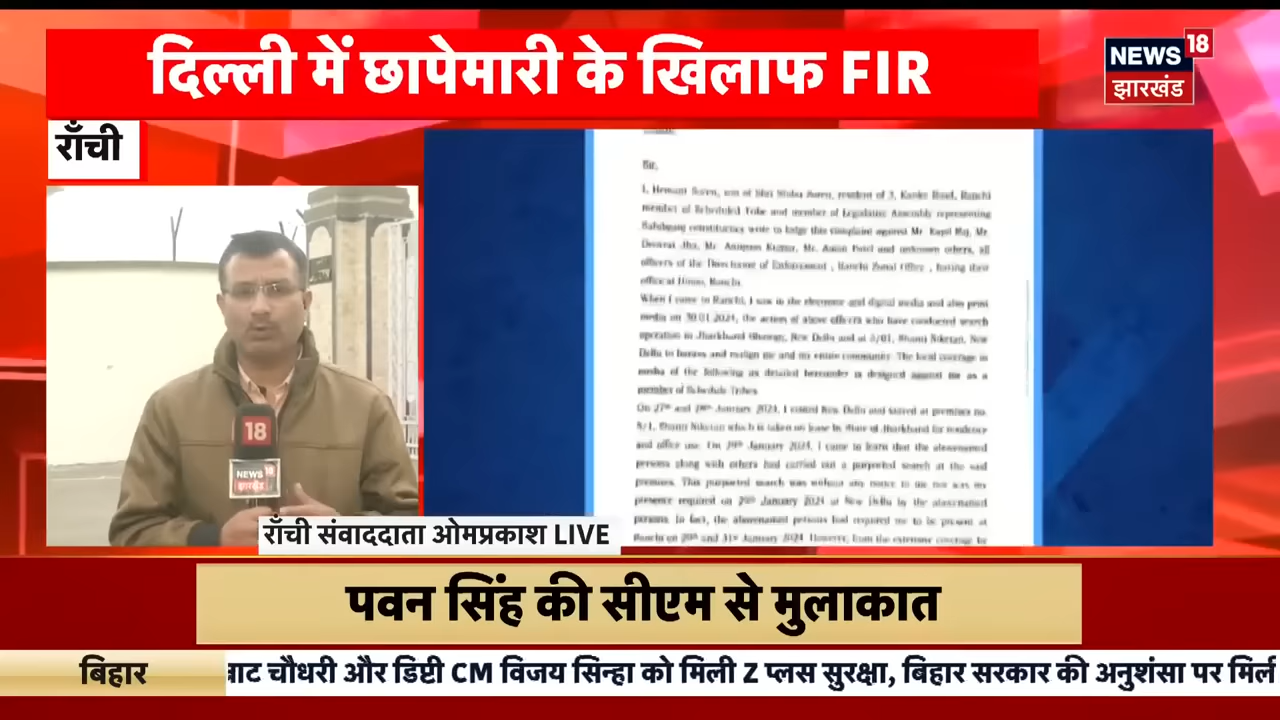 दिल्ली में छापेमारी के खिलाफ FIR
NEWS 18
झारखंड
राँची
Sir,
I, Hemant Soren, son of Shri Shibu Soren, resident of 5, Kanke Road, Ranchi
member of Scheduled Tribe and member of Legislative Assembly representing
write to lodge this complaint against Mr. Kapil Raj, Mr.
Devvrat Jha, Mr. Anupam Kumar, Mr. Aman Patel and unknown others, all
officers of the Directorate of Enforcement, Ranchi Zonal Office, having their
office at Hinoo, Ranchi.
When I came to Ranchi, I saw in the electronic and digital media and also print
media on 30.01.2024, the action of above officers who have conducted search
operation in Jharkhand Bhawan, New Delhi and at 5/01, Shanti Niketan, New
Delhi to harass and malign me and my entire community. The local coverage in
media of the following as detailed hereunder is designed against me as a
member of Schedule Tribes.
On 27th and 28th January 2024, I visited New Delhi and stayed at premises no.
5/1, Shanti Niketan which is taken on lease by State of Jharkhand for residence
and office use. On 29th January 2024, I came to learn that the abovenamed
persons along with others had carried out a purported search at the said
premises. This purported search was without any notice to me nor was my
presence required on 29th January 2024 at New Delhi by the abovenamed
persons. In fact, the abovenamed persons had required me to be present at
Ranchi on 29th and 31st January 2024. However, from the extensive coverage by
18
NEWS 18
झारखंड
राँची संवाददाता ओमप्रकाश LIVE
पवन सिंह की सीएम से मुलाकात
बिहार
चौधरी और डिप्टी CM विजय सिन्हा को मिली Z प्लस सुरक्षा, बिहार सरकार की अनुशंसा पर